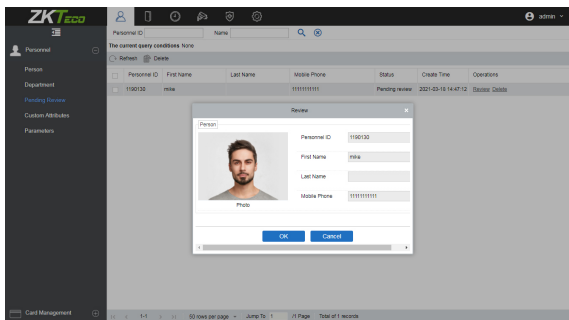 ZKTeco
admin
Personnel ID Name
The current query conditions None
Refresh Delete
Personnel
Person
Department
Pending Review
Custom Attributes
Parameters
Card Management
Personnel ID First Name Last Name Mobile Phone Status Create Time Operations
1190130 mike 11111111111 Pending review 2021-03-18 14:47:12 Review Delete
Review
Person
Personnel ID 1190130
First Name mike
Last Name
Mobile Phone 11111111111
Photo
OK Cancel
1-1 50 rows per page Jump To 1 /1 Page Total of 1 records